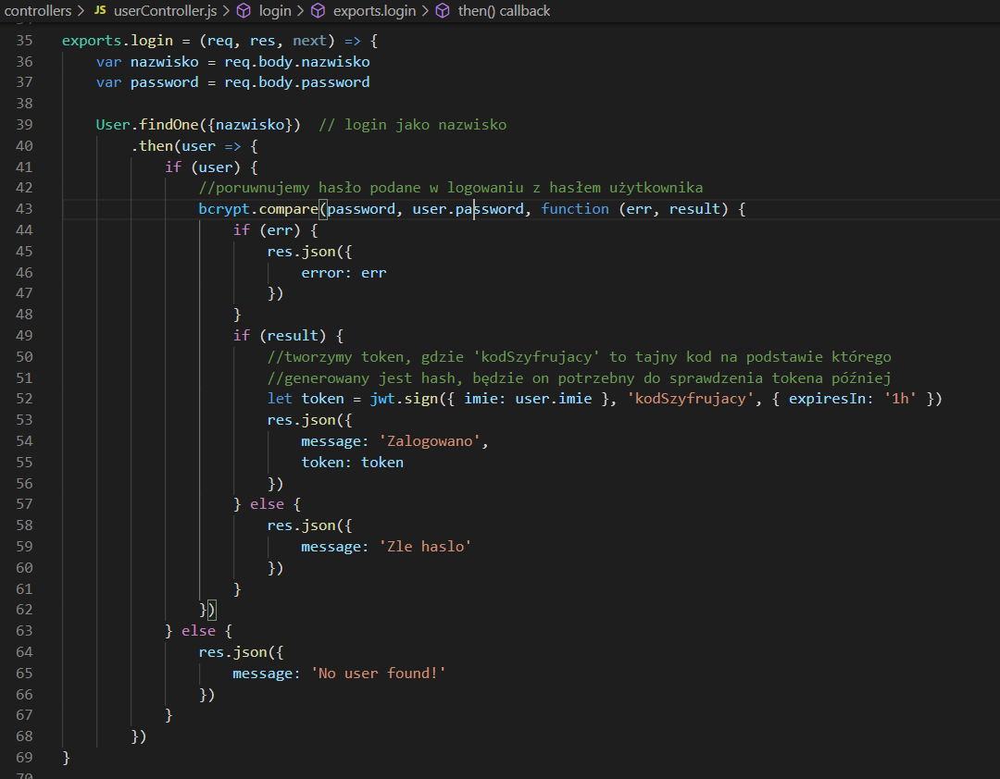 controllers > JS userController.js > login > exports.login > then() callback
35 exports.login = (req, res, next) => {
36     var nazwisko = req.body.nazwisko
37     var password = req.body.password
38
39     User.findOne({nazwisko})  // login jako nazwisko
40         .then(user => {
41             if (user) {
42                 //poruwnujemy hasło podane w logowaniu z hasłem użytkownika
43                 bcrypt.compare(password, user.password, function (err, result) {
44                     if (err) {
45                         res.json({
46                             error: err
47                         })
48                     }
49                     if (result) {
50                         //tworzymy token, gdzie 'kodSzyfrujacy' to tajny kod na podstawie którego
51                         //generowany jest hash, będzie on potrzebny do sprawdzenia tokena później
52                         let token = jwt.sign({ imie: user.imie }, 'kodSzyfrujacy', { expiresIn: '1h' })
53                         res.json({
54                             message: 'Zalogowano',
55                             token: token
56                         })
57                     } else {
58                         res.json({
59                             message: 'Zle haslo'
60                         })
61                     }
62                 })
63             } else {
64                 res.json({
65                     message: 'No user found!'
66                 })
67             }
68         })
69 }
70